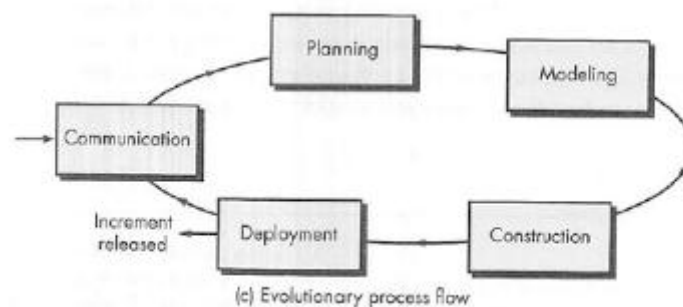 Planning
Modeling
Communication
Increment
released
Deployment
Construction
(c) Evolutionary process flow